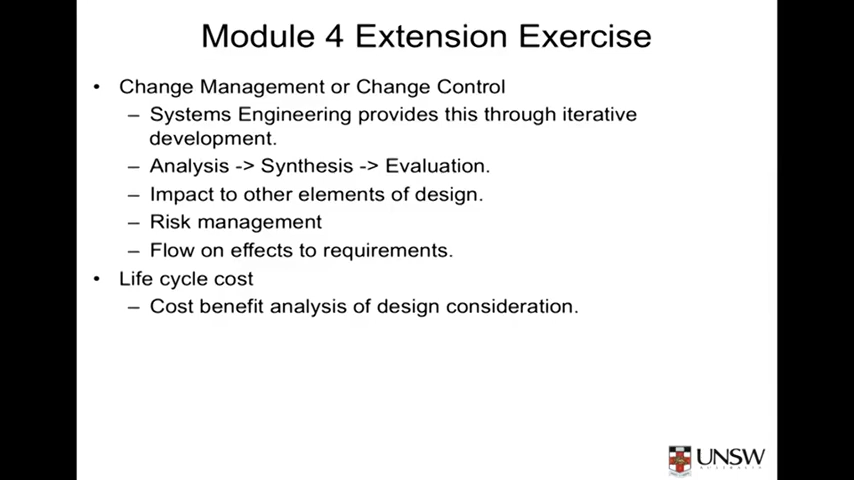 Module 4 Extension Exercise
• Change Management or Change Control
– Systems Engineering provides this through iterative
development.
– Analysis -> Synthesis -> Evaluation.
– Impact to other elements of design.
– Risk management
– Flow on effects to requirements.
• Life cycle cost
– Cost benefit analysis of design consideration.
UNSW
AUSTRALIA